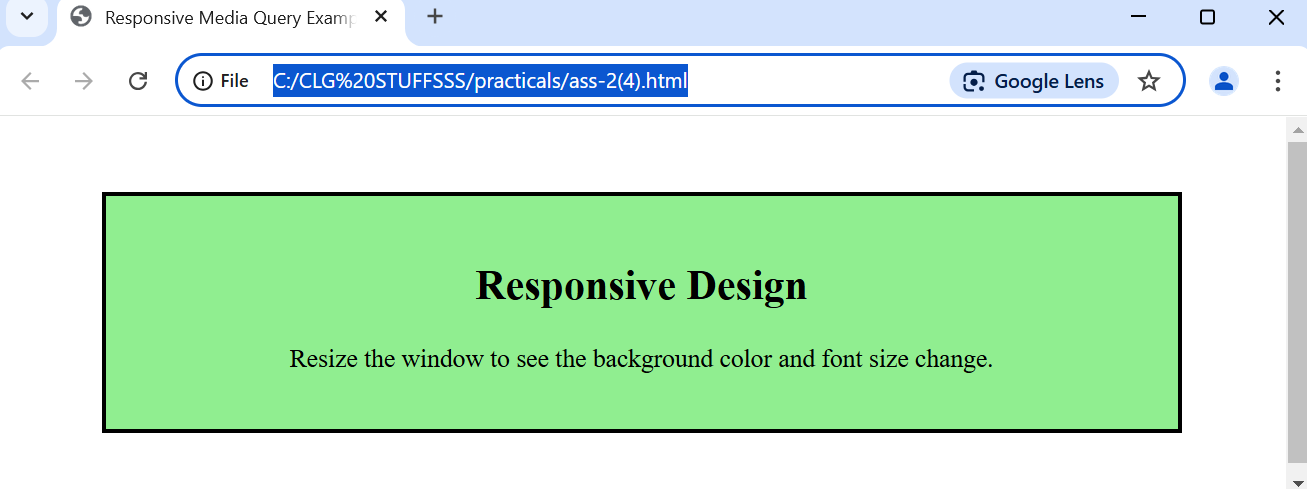 Responsive Media Query Examp
File
C:/CLG%20STUFFSSS/practicals/ass-2(4).html
Google Lens
Responsive Design
Resize the window to see the background color and font size change.